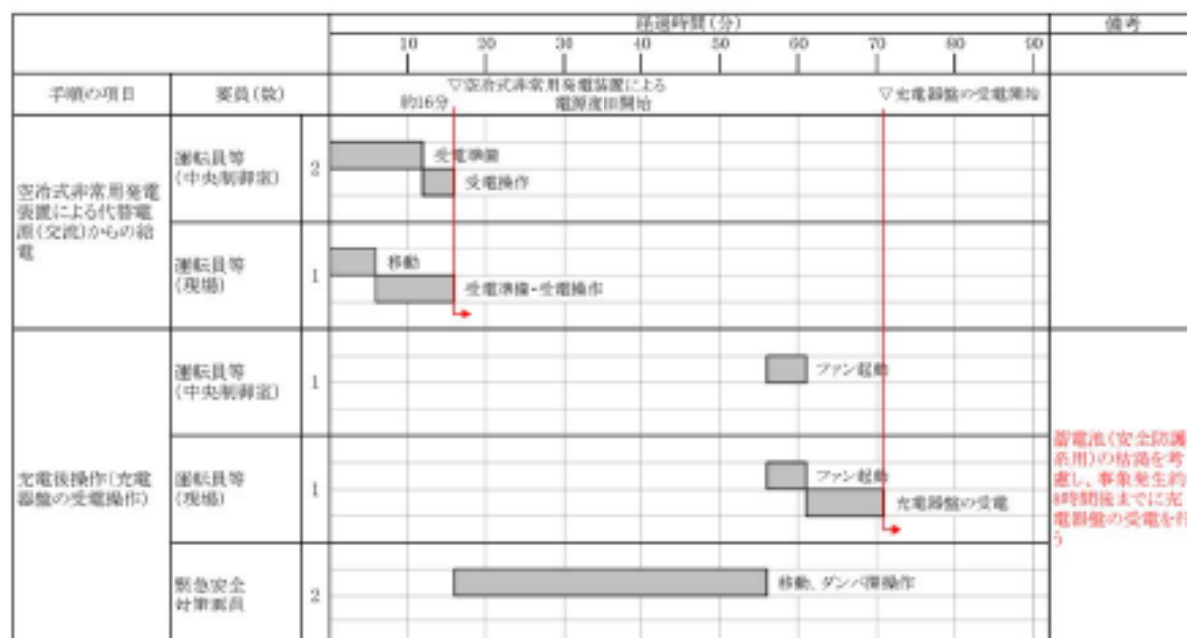 経過時間(分)
備考
10 20 30 40 50 60 70 80 90
手順の項目
要員(数)
約16分
▽空冷式非常用発電装置による
電源復旧開始
▽充電器盤の受電開始
空冷式非常用発電
装置による代替電
源(交流)からの給
電
運転員等
(中央制御室)
2
受電準備
受電操作
運転員等
(現場)
1
移動
受電準備・受電操作
充電後操作(充電
器盤の受電操作)
運転員等
(中央制御室)
1
ファン起動
運転員等
(現場)
1
ファン起動
充電器盤の受電
緊急安全
対策要員
2
移動、ダンパ開操作
蓄電池(安全防護
系用)の枯渇を考
慮し、事象発生約
8時間後までに充
電器盤の受電を行
う